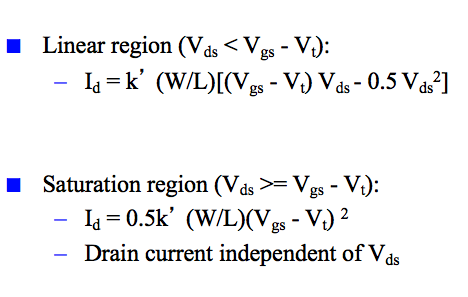 ■ Linear region (Vds < Vgs - Vt):
– Id = k' (W/L)[(Vgs - Vt) Vds - 0.5 Vds²]
■ Saturation region (Vds >= Vgs - Vt):
– Id = 0.5k' (W/L)(Vgs - Vt) ²
– Drain current independent of Vds